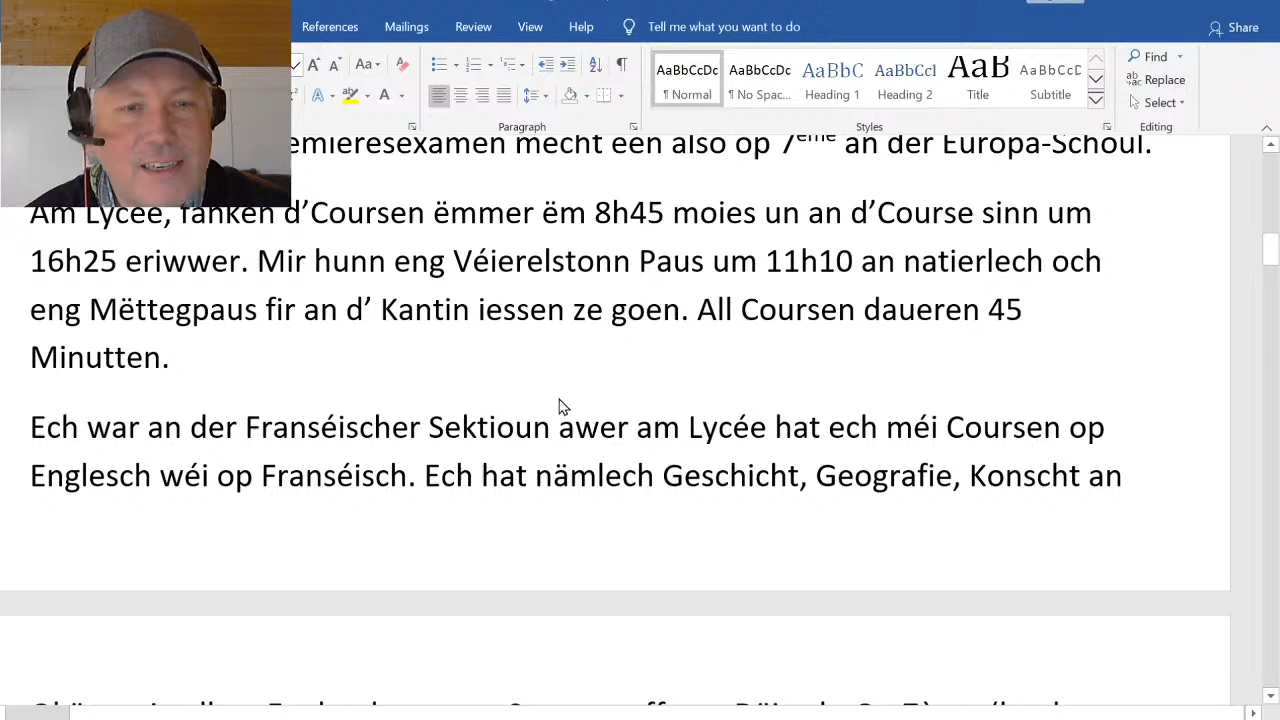 References Mailings Review View Help Tell me what you want to do Share
Aa
AaBbCcDc AaBbCcDc AaBbC AaBbCcI AaB AaBbCcD
¶ Normal ¶ No Spac... Heading 1 Heading 2 Title Subtitle
Find
Replace
Select
Paragraph Styles Editing
mecht een also op 7ème an der Europa-Schoul.
Am Lycée, fänken d’Coursen ëmmer ëm 8h45 moies un an d’Course sinn um
16h25 eriwwer. Mir hunn eng Véierelstonn Paus um 11h10 an natierlech och
eng Mëttegpaus fir an d’ Kantin iessen ze goen. All Coursen daueren 45
Minutten.
Ech war an der Franséischer Sektioun awer am Lycée hat ech méi Coursen op
Englesch wéi op Franséisch. Ech hat nämlech Geschicht, Geografie, Konscht an